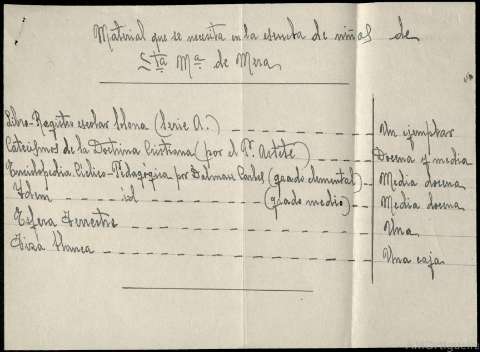 Material que se necesita en la escuela de niñas de
Sta Ma de Mera
Libro-Registro escolar Solona (Serie A.) Un ejemplar
Catecismos de la Doctrina Cristiana (por el P. Astete) Docena y media
Enciclopedia Cíclico-Pedagógica por Dalmau Carles (grado elemental) Media docena
Idem id (grado medio) Media docena
Esfera Terrestre Una
Tiza blanca Una caja